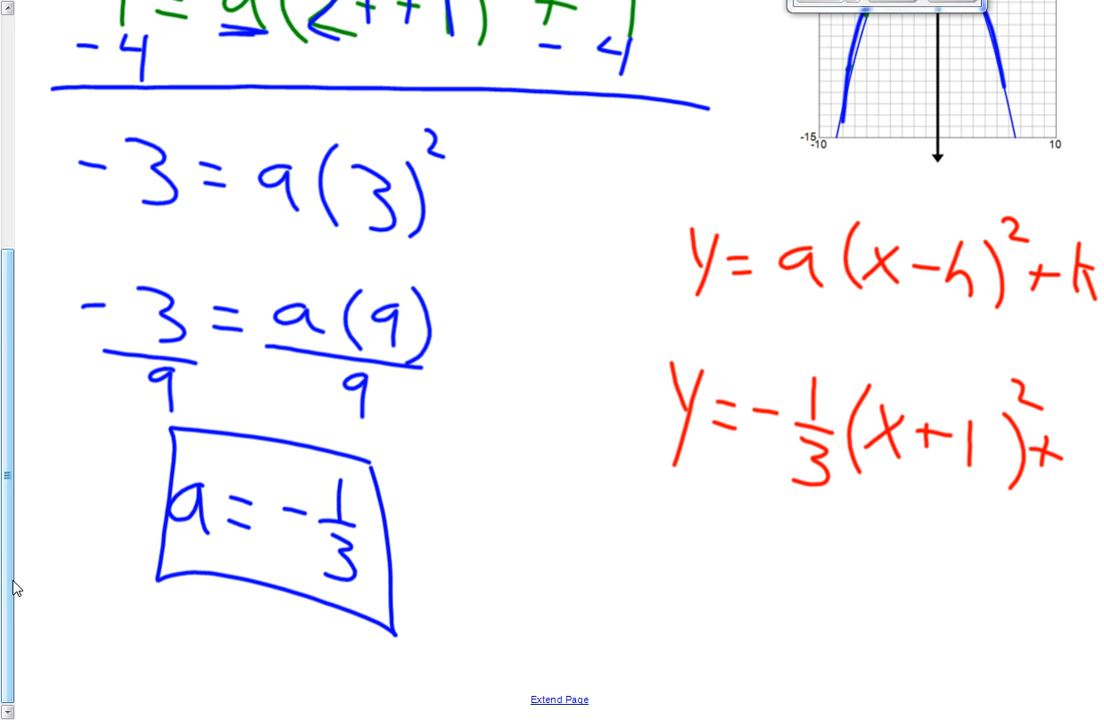 -4 -4
-15
-10 10
-3 = a(3)²
y = a(x-h)²+k
-3 = a(9)
9 9
y = -1/3(x+1)²+
a = -1/3
Extend Page